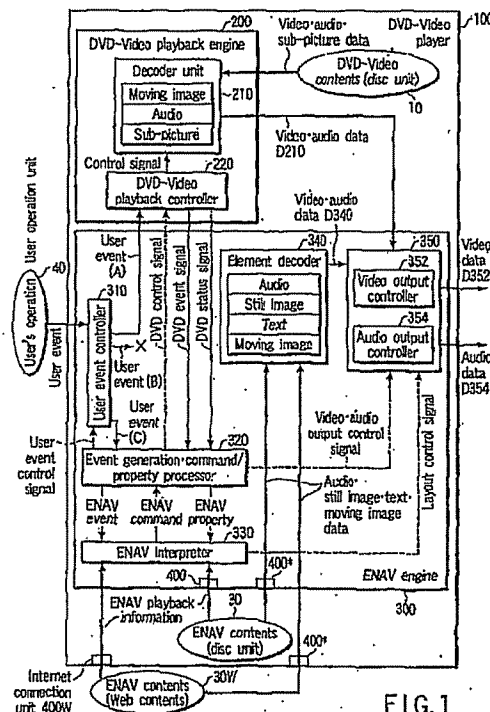 200
100
DVD-Video playback engine
Video·audio·
sub-picture data
DVD-Video
player
Decoder unit
Moving image
Audio
Sub-picture
210
DVD-Video
contents (disc unit)
10
Video·audio data
D210
Control signal
220
DVD-Video
playback controller
User operation unit
40
User's operation
User event
310
User event controller
User
event
(A)
X
User
event (B)
User
event
(C)
DVD control signal
DVD event signal
DVD status signal
Video·audio
data D340
340
Element decoder
Audio
Still image
Text
Moving image
350
352
Video output
controller
354
Audio output
controller
Video
data
D352
Audio
data
D354
User
event
control
signal
320
Event generation·command/
property processor
Video·audio
output control
signal
Layout control signal
ENAV
event
ENAV
command
ENAV
property
Audio·
still image·text·
moving image
data
330
ENAV Interpreter
400
400*
ENAV engine
300
ENAV playback
information
30
ENAV contents
(disc unit)
400*
Internet
connection
unit 400W
ENAV contents
(Web contents)
30W
FIG.1